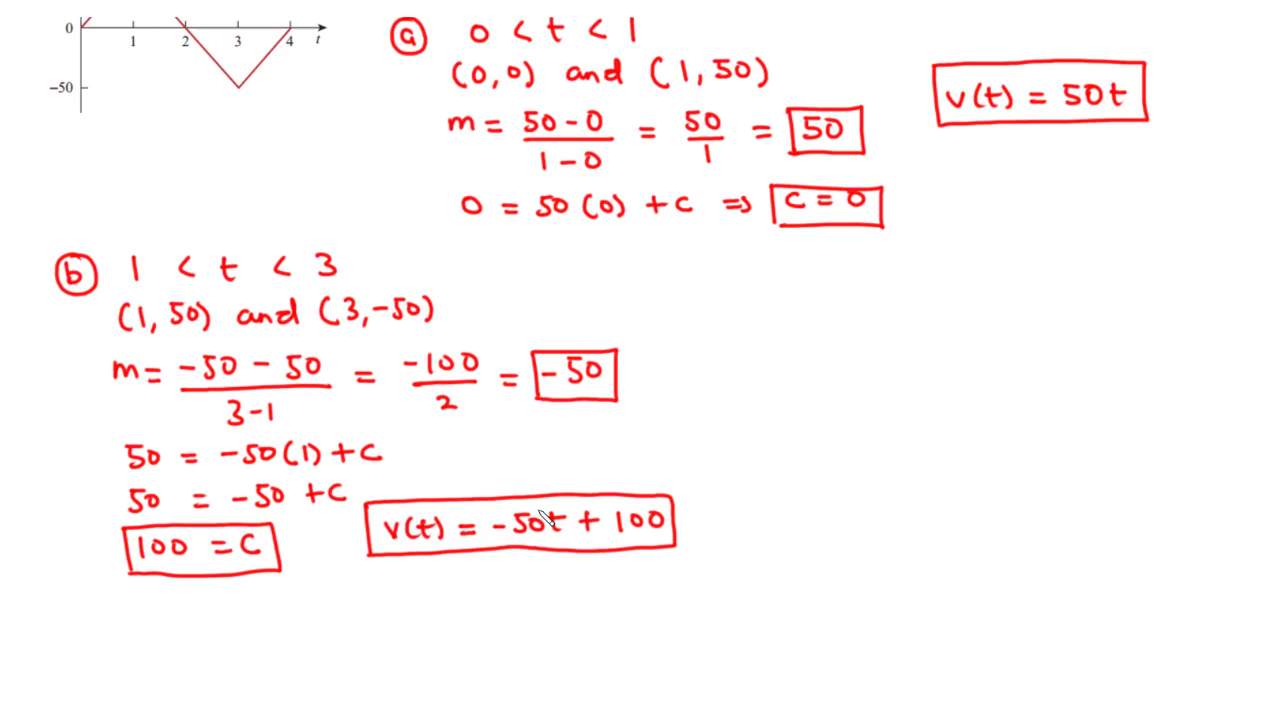 0
1 2 3 4 t
-50
(a) 0 < t < 1
(0,0) and (1,50)
m = 50-0 / 1-0 = 50 / 1 = 50
0 = 50(0) + c ⇒ c = 0
v(t) = 50t
(b) 1 < t < 3
(1,50) and (3,-50)
m = -50 - 50 / 3-1 = -100 / 2 = -50
50 = -50(1) + c
50 = -50 + c
100 = c
v(t) = -50t + 100